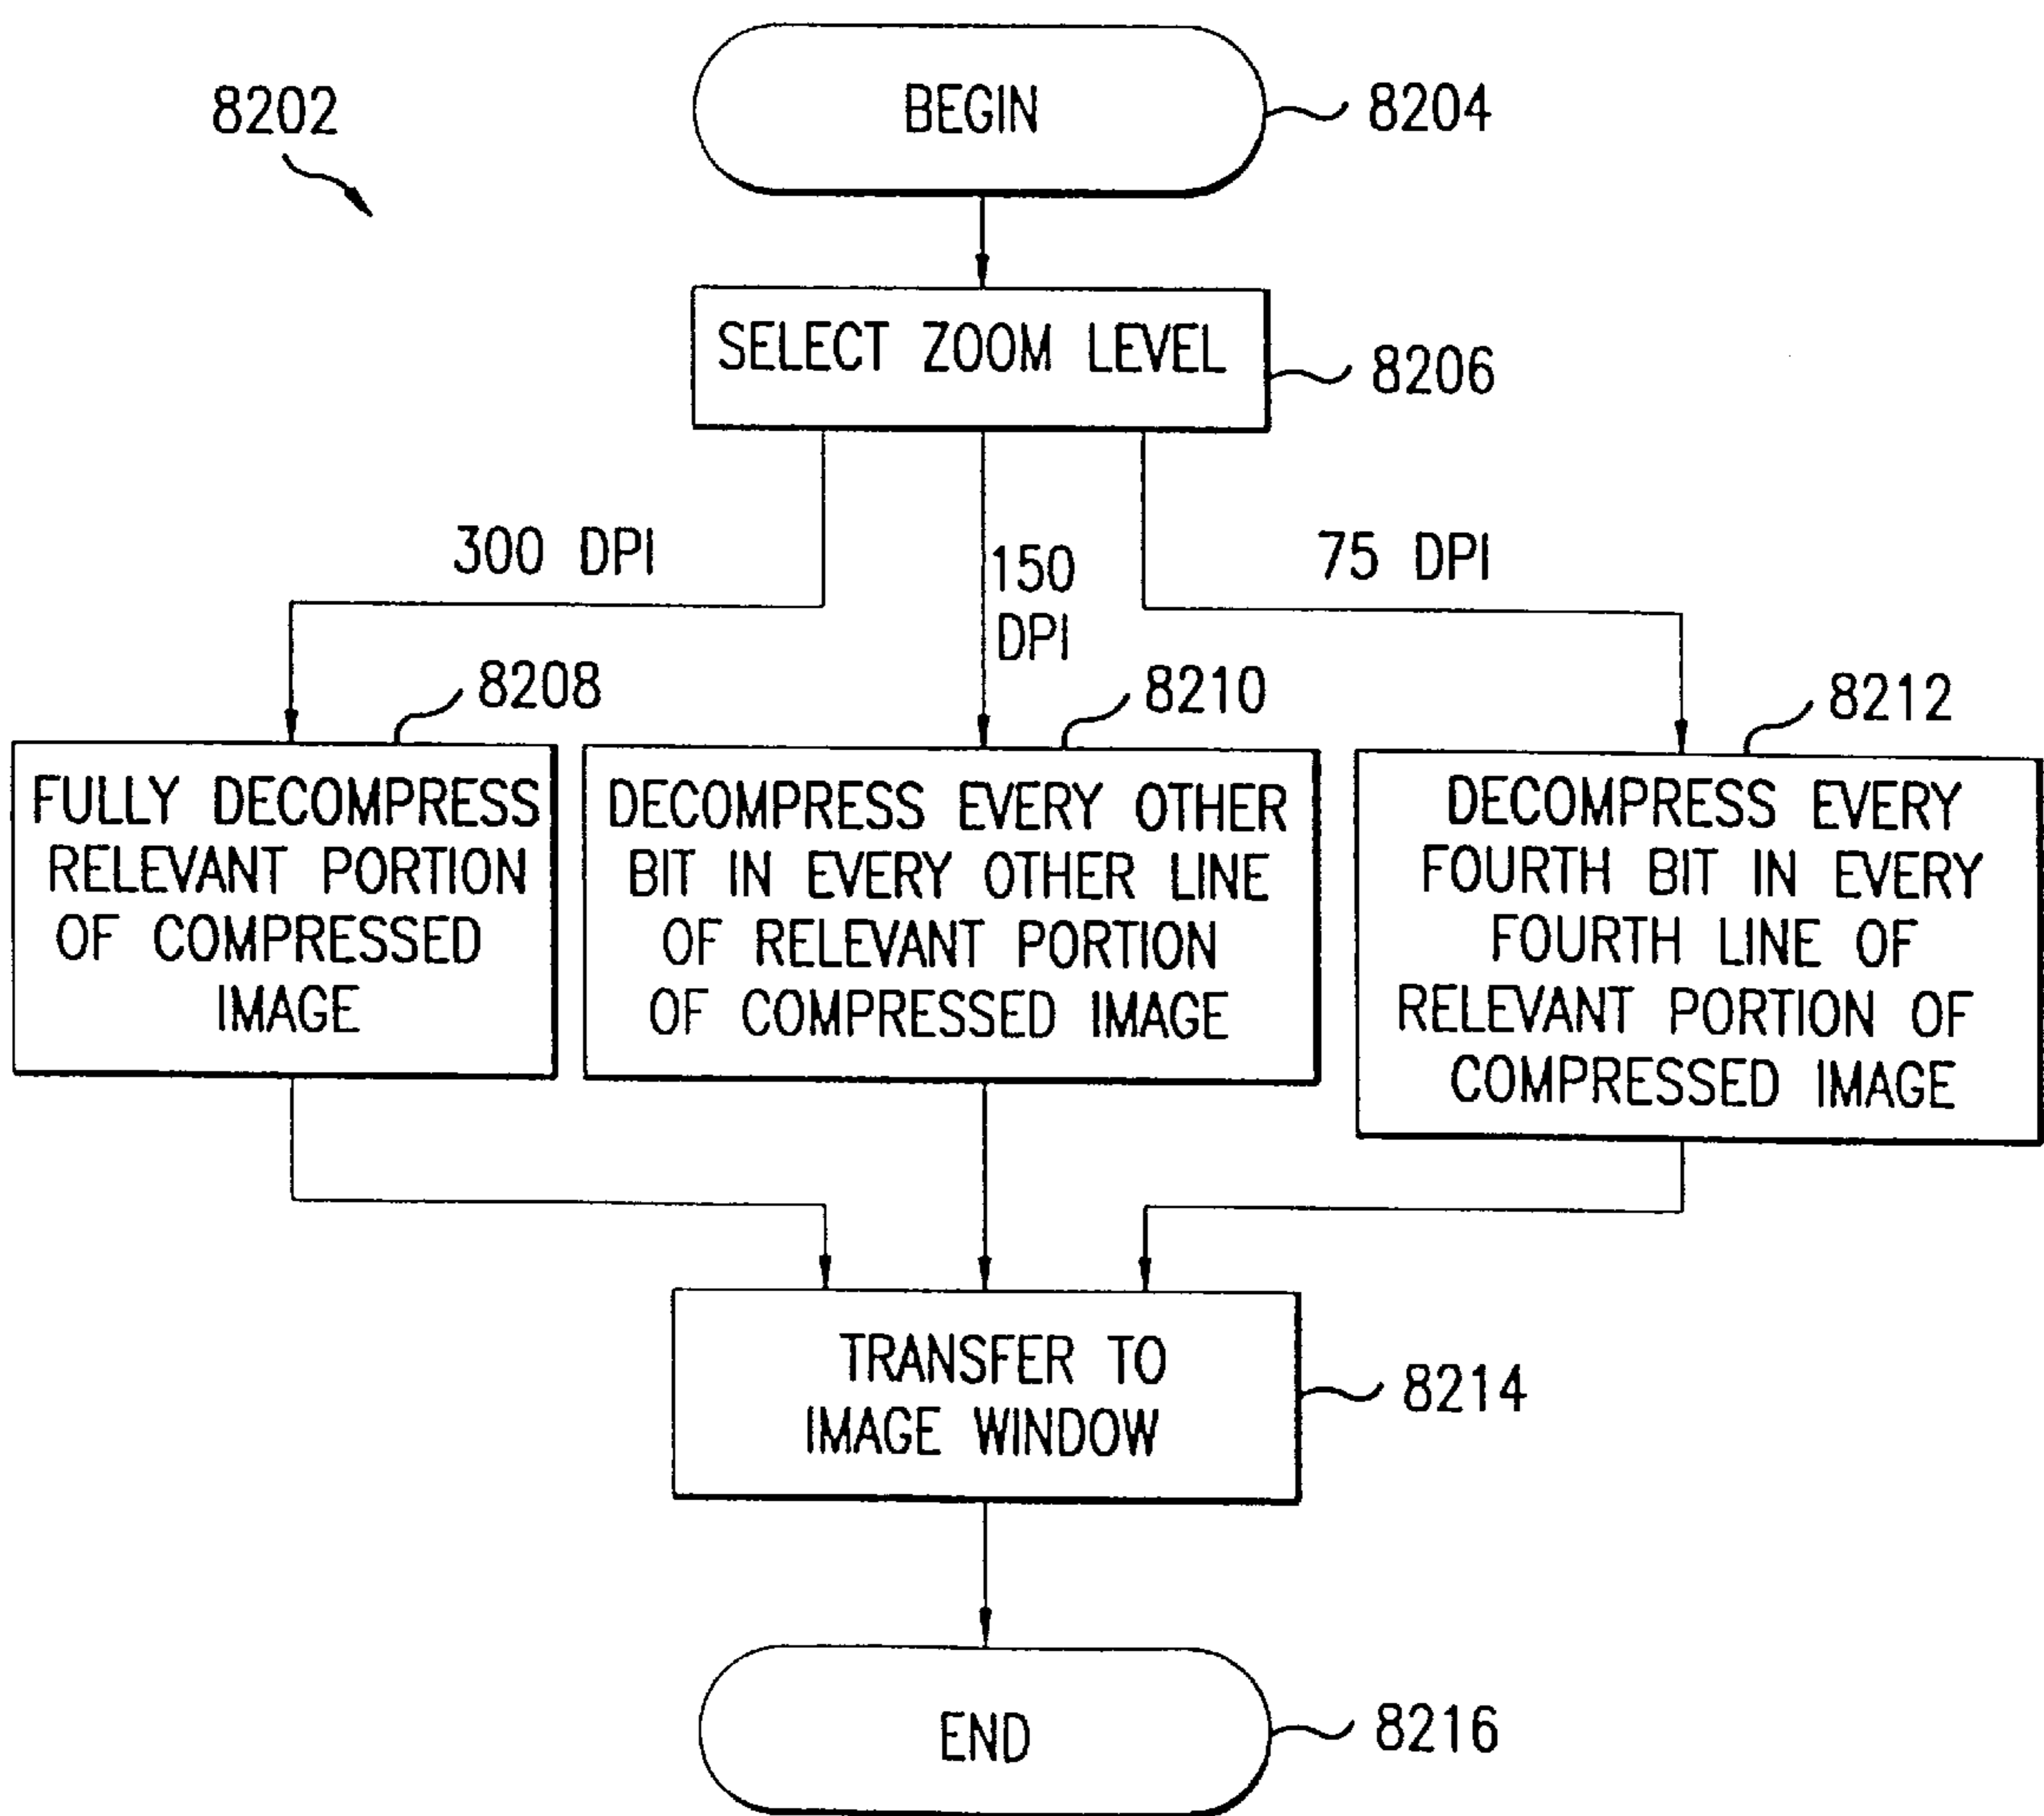 8202
BEGIN
8204
SELECT ZOOM LEVEL
8206
300 DPI
150
DPI
75 DPI
8208
8210
8212
FULLY DECOMPRESS
RELEVANT PORTION
OF COMPRESSED
IMAGE
DECOMPRESS EVERY OTHER
BIT IN EVERY OTHER LINE
OF RELEVANT PORTION
OF COMPRESSED IMAGE
DECOMPRESS EVERY
FOURTH BIT IN EVERY
FOURTH LINE OF
RELEVANT PORTION OF
COMPRESSED IMAGE
TRANSFER TO
IMAGE WINDOW
8214
END
8216